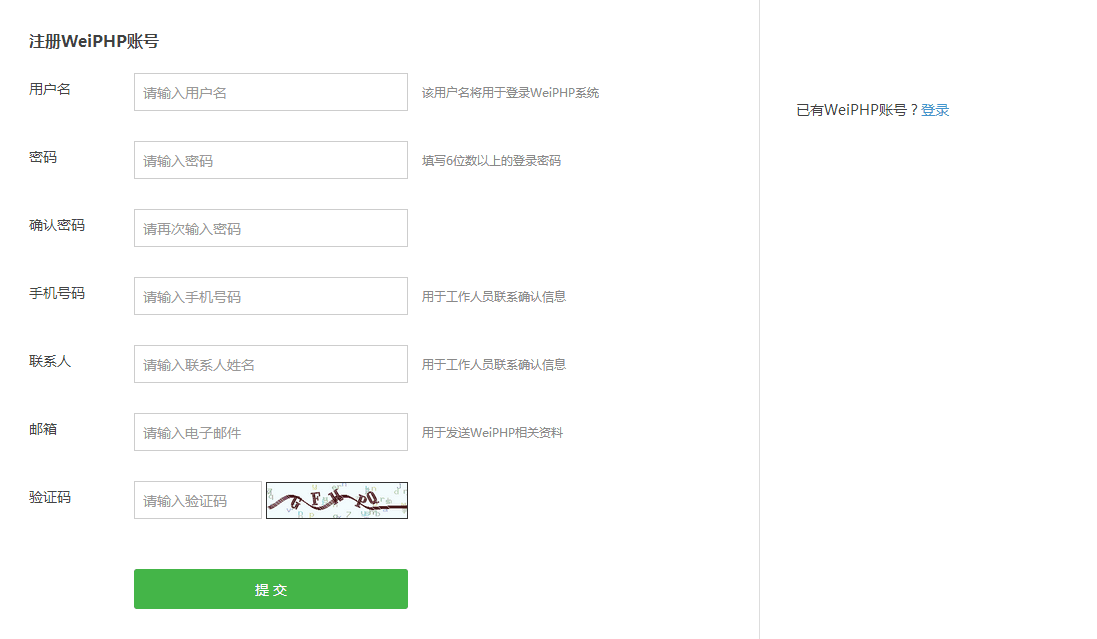 注册WeiPHP账号
用户名 请输入用户名 该用户名将用于登录WeiPHP系统
已有WeiPHP账号？登录
密码 请输入密码 填写6位数以上的登录密码
确认密码 请再次输入密码
手机号码 请输入手机号码 用于工作人员联系确认信息
联系人 请输入联系人姓名 用于工作人员联系确认信息
邮箱 请输入电子邮件 用于发送WeiPHP相关资料
验证码 请输入验证码
提 交